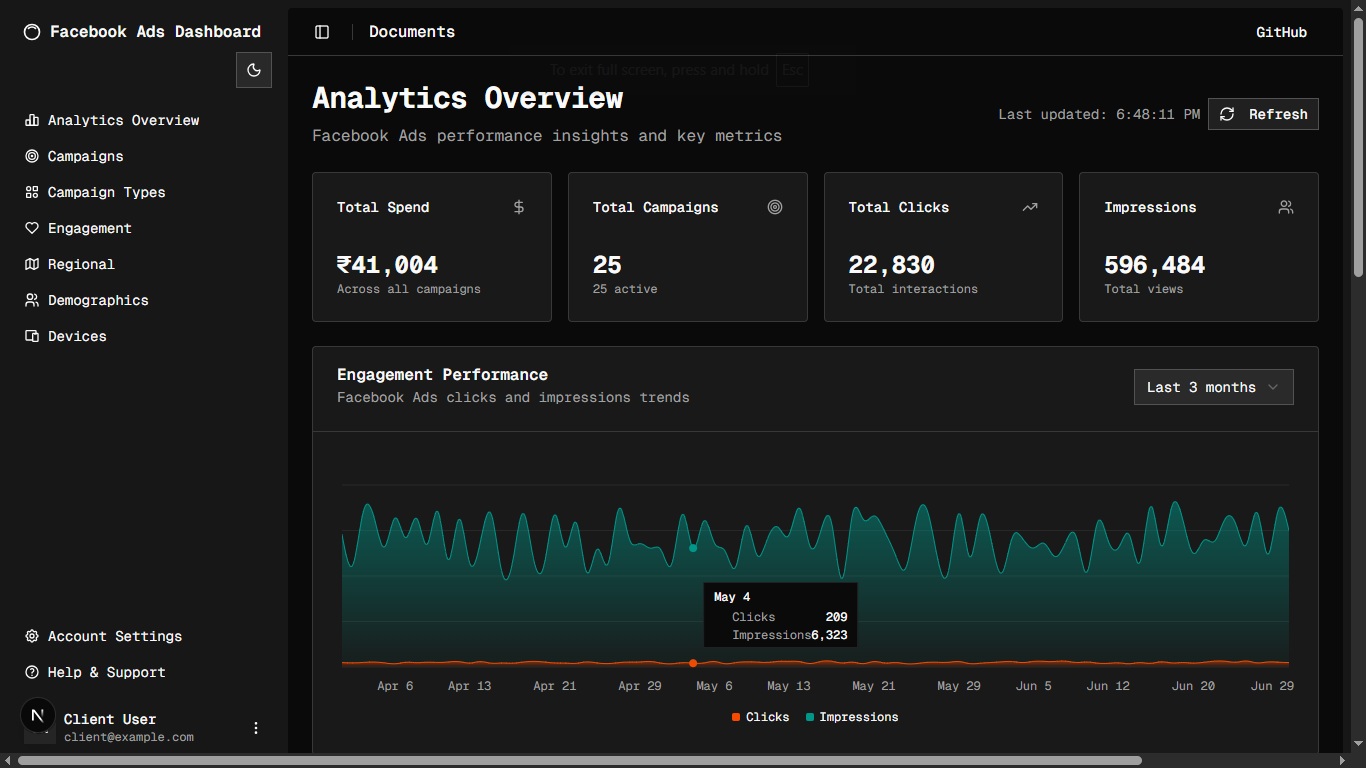 Facebook Ads Dashboard
Analytics Overview
Campaigns
Campaign Types
Engagement
Regional
Demographics
Devices
Account Settings
Help & Support
N
Client User
client@example.com
Documents
GitHub
To exit full screen, press and hold Esc
Analytics Overview
Facebook Ads performance insights and key metrics
Last updated: 6:48:11 PM
Refresh
Total Spend
₹41,004
Across all campaigns
Total Campaigns
25
25 active
Total Clicks
22,830
Total interactions
Impressions
596,484
Total views
Engagement Performance
Facebook Ads clicks and impressions trends
Last 3 months
May 4
Clicks 209
Impressions 6,323
Apr 6 Apr 13 Apr 21 Apr 29 May 6 May 13 May 21 May 29 Jun 5 Jun 12 Jun 20 Jun 29
Clicks Impressions